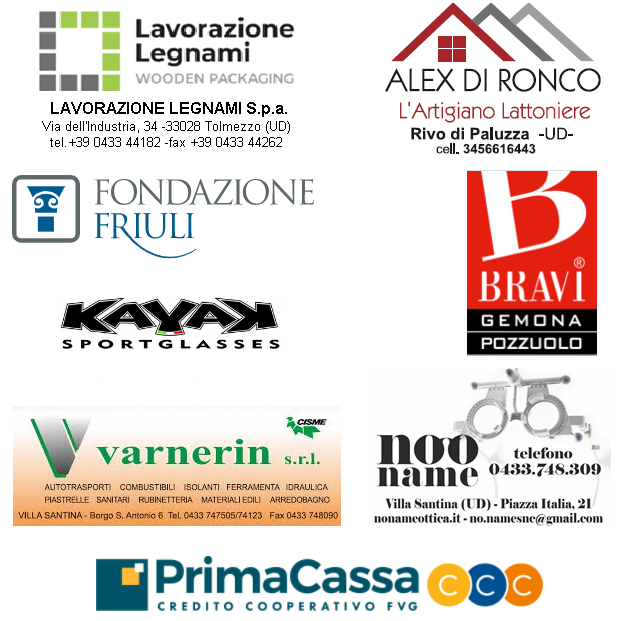 Lavorazione
Legnami
WOODEN PACKAGING
LAVORAZIONE LEGNAMI S.p.a.
Via dell'Industria, 34 -33028 Tolmezzo (UD)
tel.+39 0433 44182 -fax +39 0433 44262
ALEX DI RONCO
L'Artigiano Lattoniere
Rivo di Paluzza -UD-
cell. 3456616443
FONDAZIONE
FRIULI
B
BRAVI®
GEMONA
POZZUOLO
KAYAK
SPORTGLASSES
CISME
varnerin s.r.l.
AUTOTRASPORTI COMBUSTIBILI ISOLANTI FERRAMENTA IDRAULICA
PIASTRELLE SANITARI RUBINETTERIA MATERIALI EDILI ARREDOBAGNO
VILLA SANTINA - Borgo S. Antonio 6 Tel. 0433 747505/74123 Fax 0433 748090
noo
name
telefono
0433.748.309
Villa Santina (UD) - Piazza Italia, 21
nonameottica.it - no.namesnc@gmail.com
PrimaCassa
CREDITO COOPERATIVO FVG
CCC